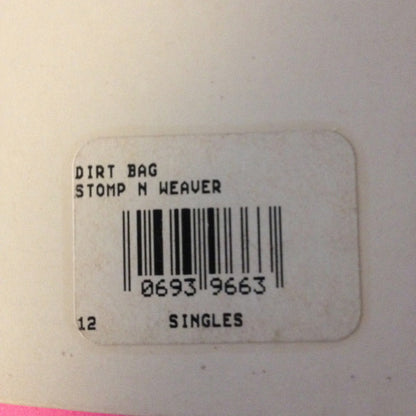 DIRT BAG
STOMP N WEAVER
0693 9663
12 SINGLES